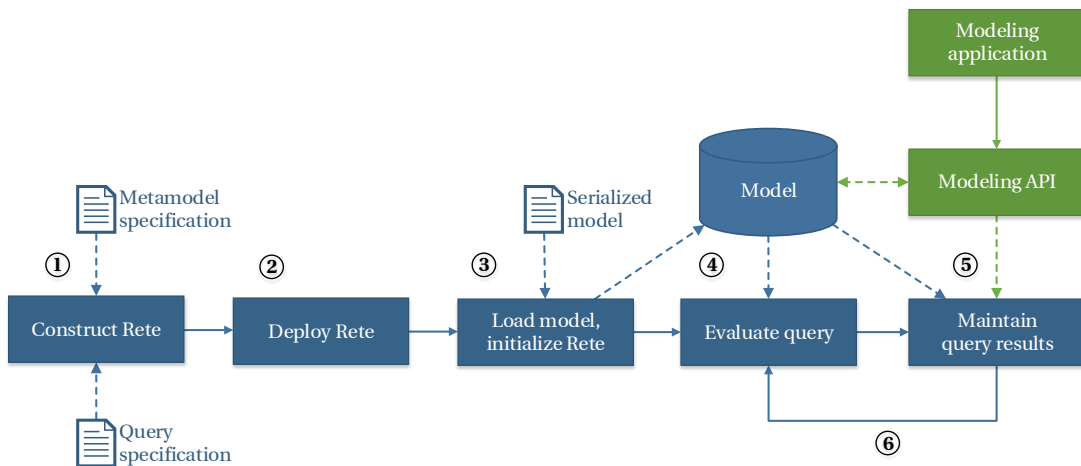 Modeling
application
Model
Modeling API
Metamodel
specification
Serialized
model
①
②
③
④
⑤
Construct Rete
Deploy Rete
Load model,
initialize Rete
Evaluate query
Maintain
query results
Query
specification
⑥